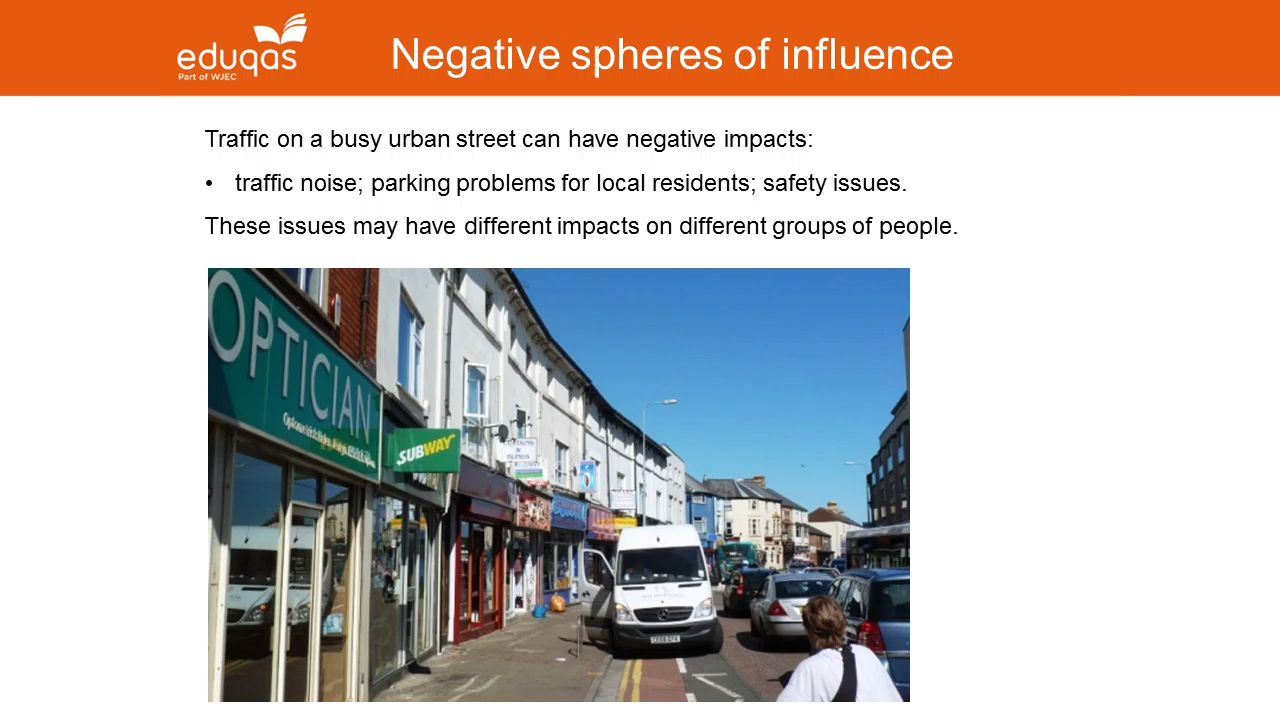 eduqas
Part of WJEC
Negative spheres of influence
Traffic on a busy urban street can have negative impacts:
• traffic noise; parking problems for local residents; safety issues.
These issues may have different impacts on different groups of people.
OPTICIAN
SUBWAY
& BLINDS